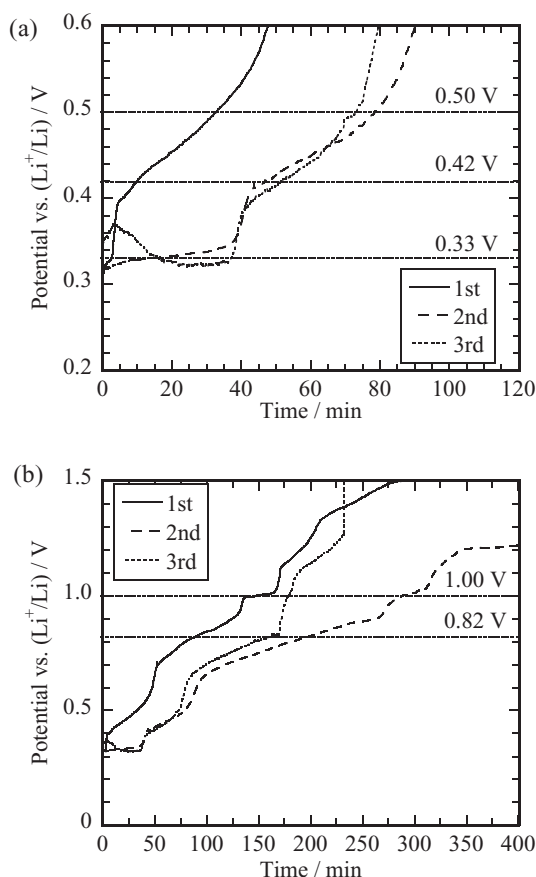 (a)
Potential vs. (Li⁺/Li) / V
0.6
0.5
0.4
0.3
0.2
0.50 V
0.42 V
0.33 V
1st
2nd
3rd
0 20 40 60 80 100 120
Time / min
(b)
Potential vs. (Li⁺/Li) / V
1.5
1.0
0.5
0
1st
2nd
3rd
1.00 V
0.82 V
0 50 100 150 200 250 300 350 400
Time / min